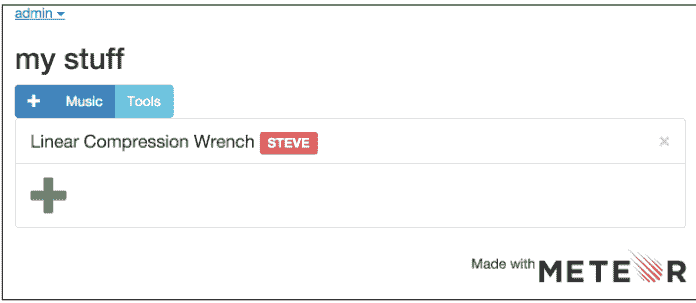 admin
my stuff
+ Music Tools
Linear Compression Wrench STEVE ×
+
Made with METEOR